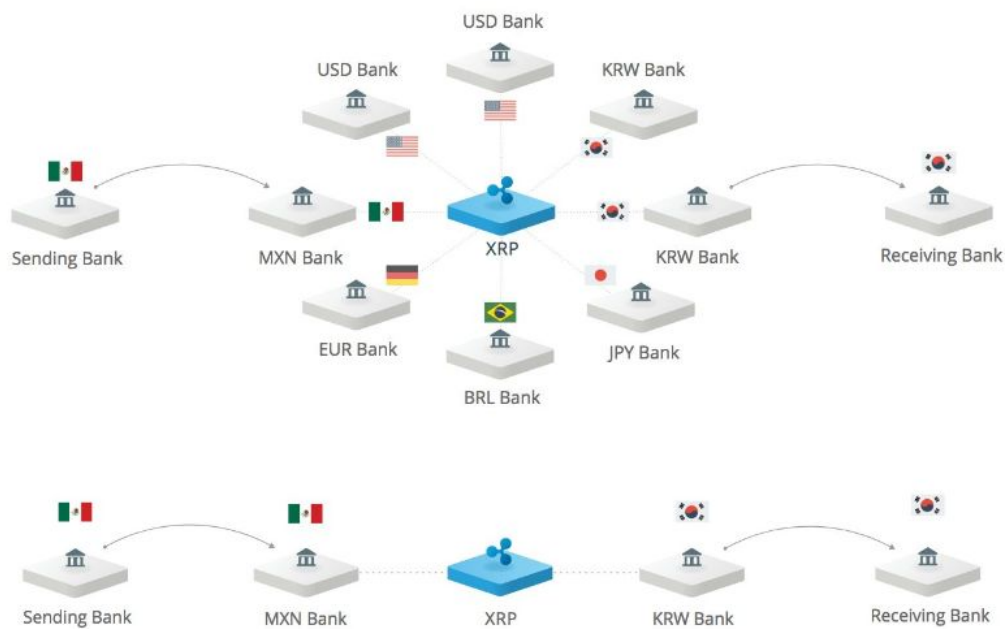 USD Bank
USD Bank
KRW Bank
Sending Bank
MXN Bank
XRP
KRW Bank
Receiving Bank
EUR Bank
JPY Bank
BRL Bank
Sending Bank
MXN Bank
XRP
KRW Bank
Receiving Bank